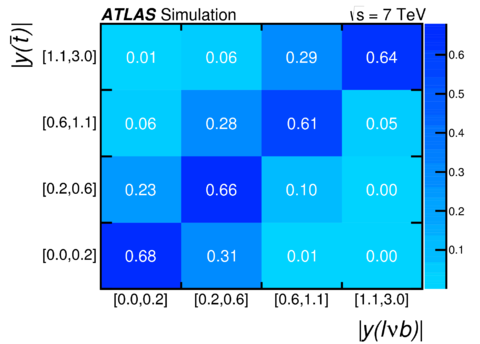 ATLAS Simulation √s = 7 TeV
|y(t̄)|
[1.1,3.0] 0.01 0.06 0.29 0.64
[0.6,1.1] 0.06 0.28 0.61 0.05
[0.2,0.6] 0.23 0.66 0.10 0.00
[0.0,0.2] 0.68 0.31 0.01 0.00
[0.0,0.2] [0.2,0.6] [0.6,1.1] [1.1,3.0]
|y(lνb)|
0.6
0.5
0.4
0.3
0.2
0.1